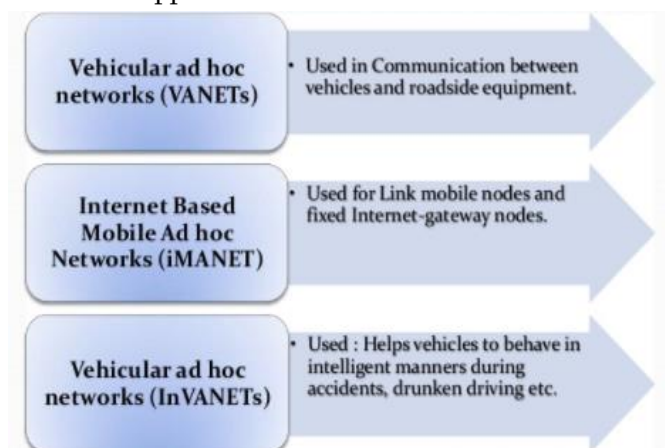 Vehicular ad hoc
networks (VANETs)
• Used in Communication between
vehicles and roadside equipment.
Internet Based
Mobile Ad hoc
Networks (iMANET)
• Used for Link mobile nodes and
fixed Internet-gateway nodes.
Vehicular ad hoc
networks (InVANETs)
• Used : Helps vehicles to behave in
intelligent manners during
accidents, drunken driving etc.